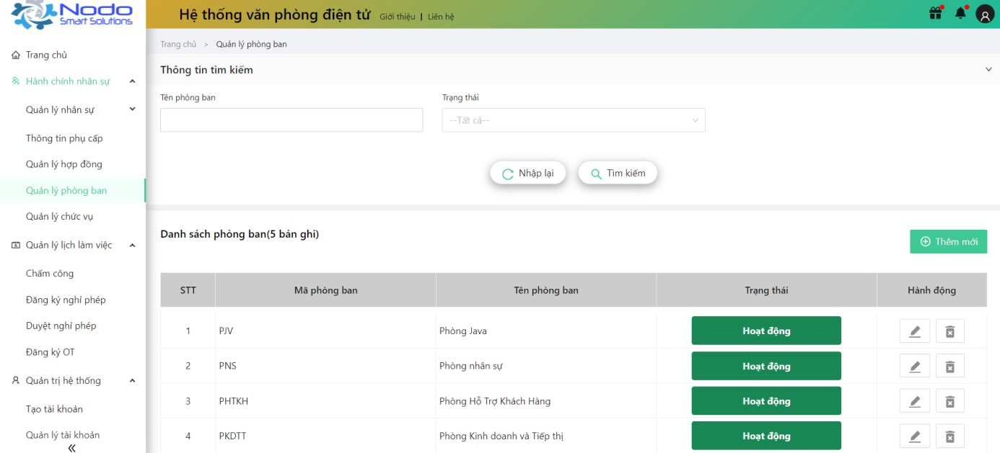 Nodo
Smart Solutions
Hệ thống văn phòng điện tử Giới thiệu | Liên hệ
Trang chủ
Hành chính nhân sự
Quản lý nhân sự
Thông tin phụ cấp
Quản lý hợp đồng
Quản lý phòng ban
Quản lý chức vụ
Quản lý lịch làm việc
Chấm công
Đăng ký nghỉ phép
Duyệt nghỉ phép
Đăng ký OT
Quản trị hệ thống
Tạo tài khoản
Quản lý tài khoản
Trang chủ > Quản lý phòng ban
Thông tin tìm kiếm
Tên phòng ban Trạng thái
--Tất cả--
Nhập lại Tìm kiếm
Danh sách phòng ban(5 bản ghi)
Thêm mới
STT Mã phòng ban Tên phòng ban Trạng thái Hành động
1 PJV Phòng Java Hoạt động
2 PNS Phòng nhân sự Hoạt động
3 PHTKH Phòng Hỗ Trợ Khách Hàng Hoạt động
4 PKDTT Phòng Kinh doanh và Tiếp thị Hoạt động